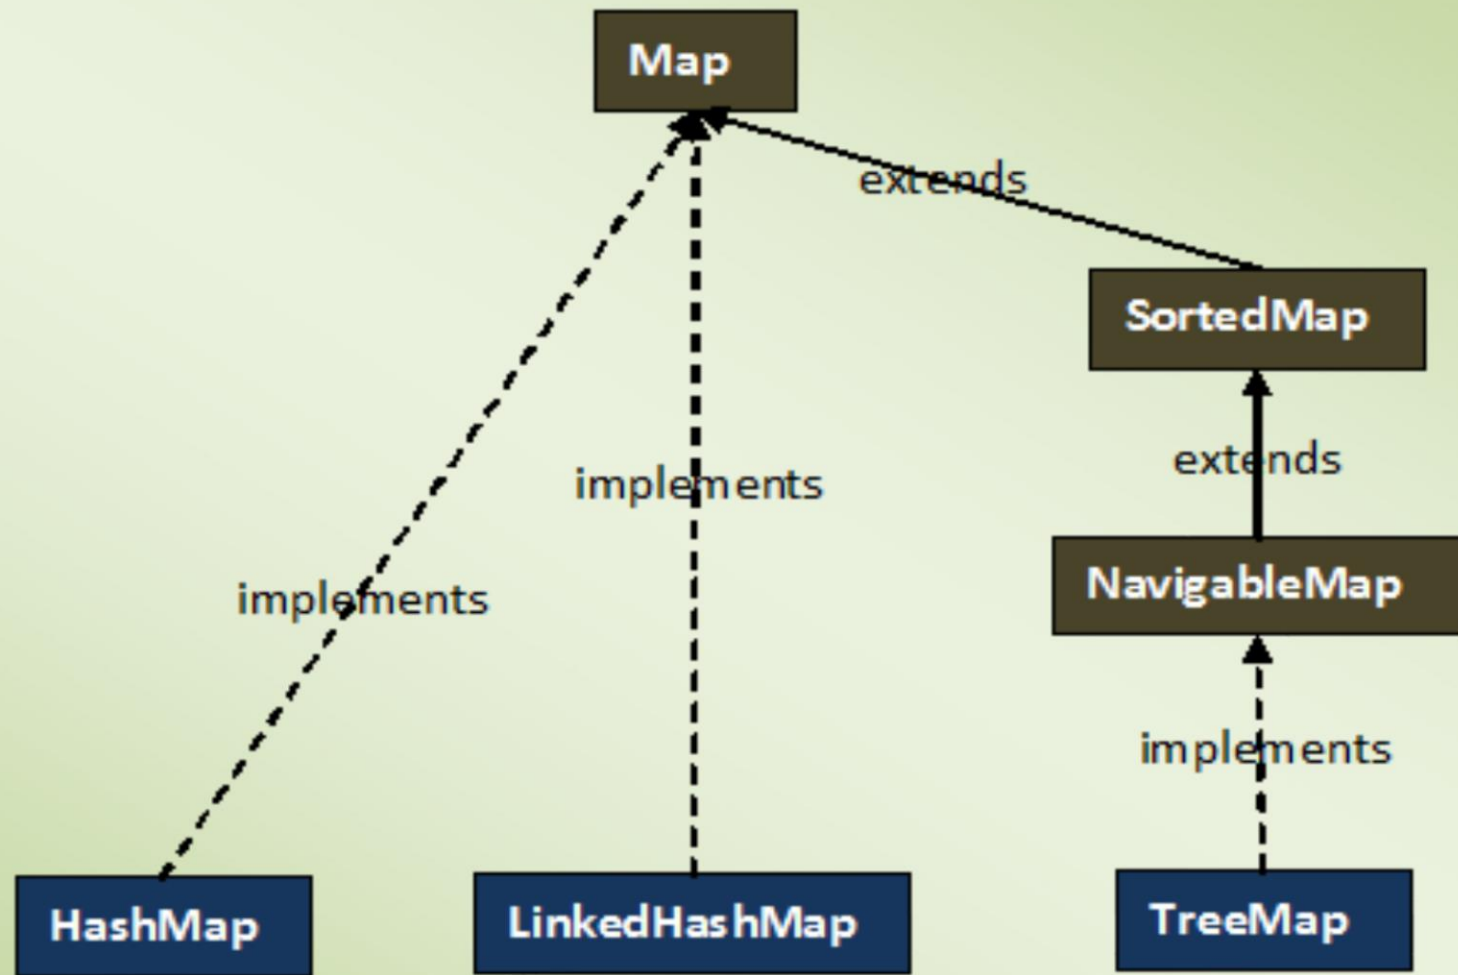 Map
extends
SortedMap
implements
extends
NavigableMap
implements
implements
HashMap
LinkedHashMap
TreeMap